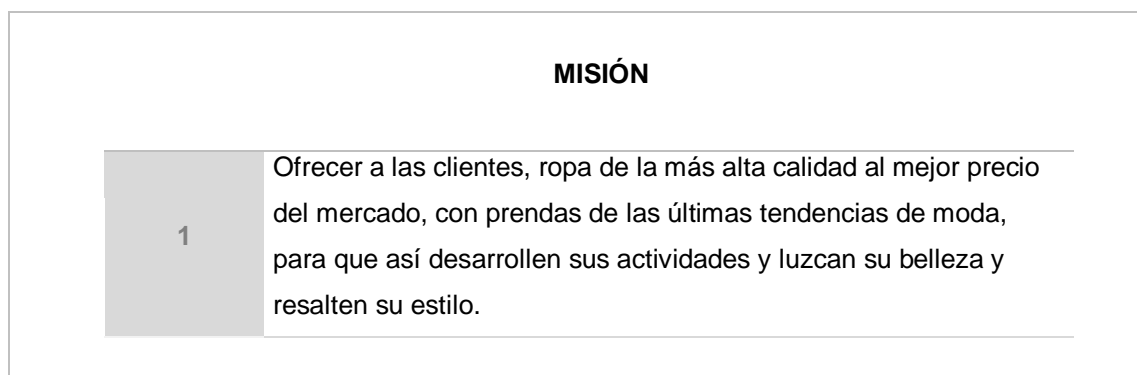 MISIÓN
Ofrecer a las clientes, ropa de la más alta calidad al mejor precio
del mercado, con prendas de las últimas tendencias de moda,
1
para que así desarrollen sus actividades y luzcan su belleza y
resalten su estilo.